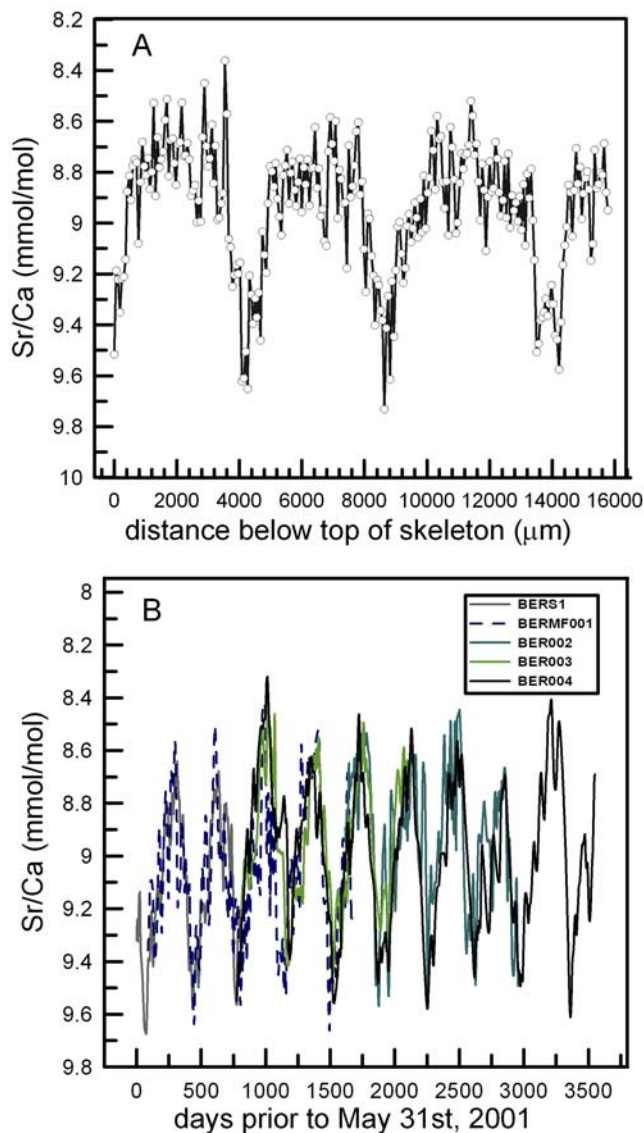 8.2
A
8.4
8.6
8.8
9
9.2
9.4
9.6
9.8
10
Sr/Ca (mmol/mol)
0 2000 4000 6000 8000 10000 12000 14000 16000
distance below top of skeleton (μm)
8
B
BERS1
BERMF001
BER002
BER003
BER004
8.2
8.4
8.6
8.8
9
9.2
9.4
9.6
9.8
Sr/Ca (mmol/mol)
0 500 1000 1500 2000 2500 3000 3500
days prior to May 31st, 2001